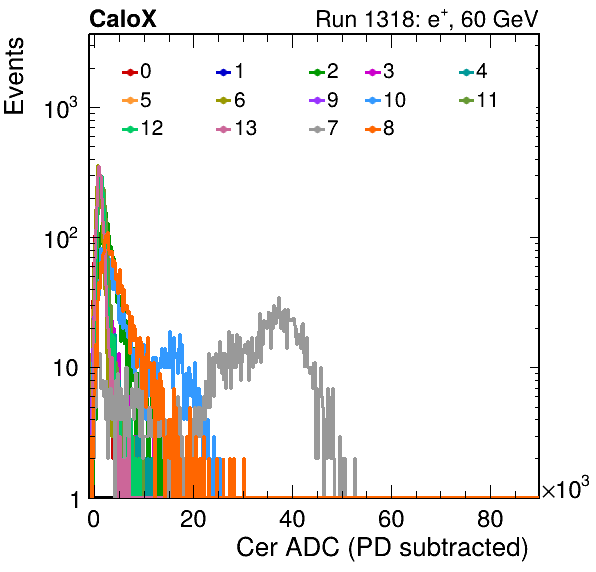 CaloX Run 1318: e⁺, 60 GeV
Events
0 1 2 3 4
5 6 9 10 11
12 13 7 8
10³
10²
10
1
0 20 40 60 80 ×10³
Cer ADC (PD subtracted)